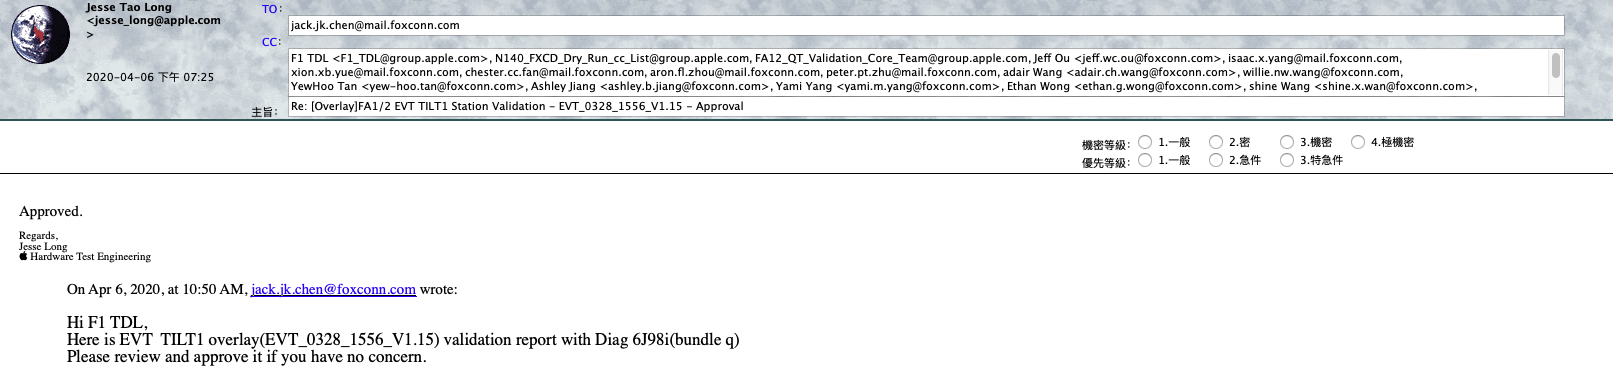 Jesse Tao Long
<jesse_long@apple.com
>
2020-04-06 下午 07:25
TO:
jack.jk.chen@mail.foxconn.com
CC:
F1 TDL <F1_TDL@group.apple.com>, N140_FXCD_Dry_Run_cc_List@group.apple.com, FA12_QT_Validation_Core_Team@group.apple.com, Jeff Ou <jeff.wc.ou@foxconn.com>, isaac.x.yang@mail.foxconn.com,
xion.xb.yue@mail.foxconn.com, chester.cc.fan@mail.foxconn.com, aron.fl.zhou@mail.foxconn.com, peter.pt.zhu@mail.foxconn.com, adair Wang <adair.ch.wang@foxconn.com>, willie.nw.wang@foxconn.com,
YewHoo Tan <yew-hoo.tan@foxconn.com>, Ashley Jiang <ashley.b.jiang@foxconn.com>, Yami Yang <yami.m.yang@foxconn.com>, Ethan Wong <ethan.g.wong@foxconn.com>, shine Wang <shine.x.wan@foxconn.com>,
主旨: Re: [Overlay]FA1/2 EVT TILT1 Station Validation - EVT_0328_1556_V1.15 - Approval
機密等級: 1.一般 2.密 3.機密 4.極機密
優先等級: 1.一般 2.急件 3.特急件
Approved.
Regards,
Jesse Long
Hardware Test Engineering
On Apr 6, 2020, at 10:50 AM, jack.jk.chen@foxconn.com wrote:
Hi F1 TDL,
Here is EVT TILT1 overlay(EVT_0328_1556_V1.15) validation report with Diag 6J98i(bundle q)
Please review and approve it if you have no concern.